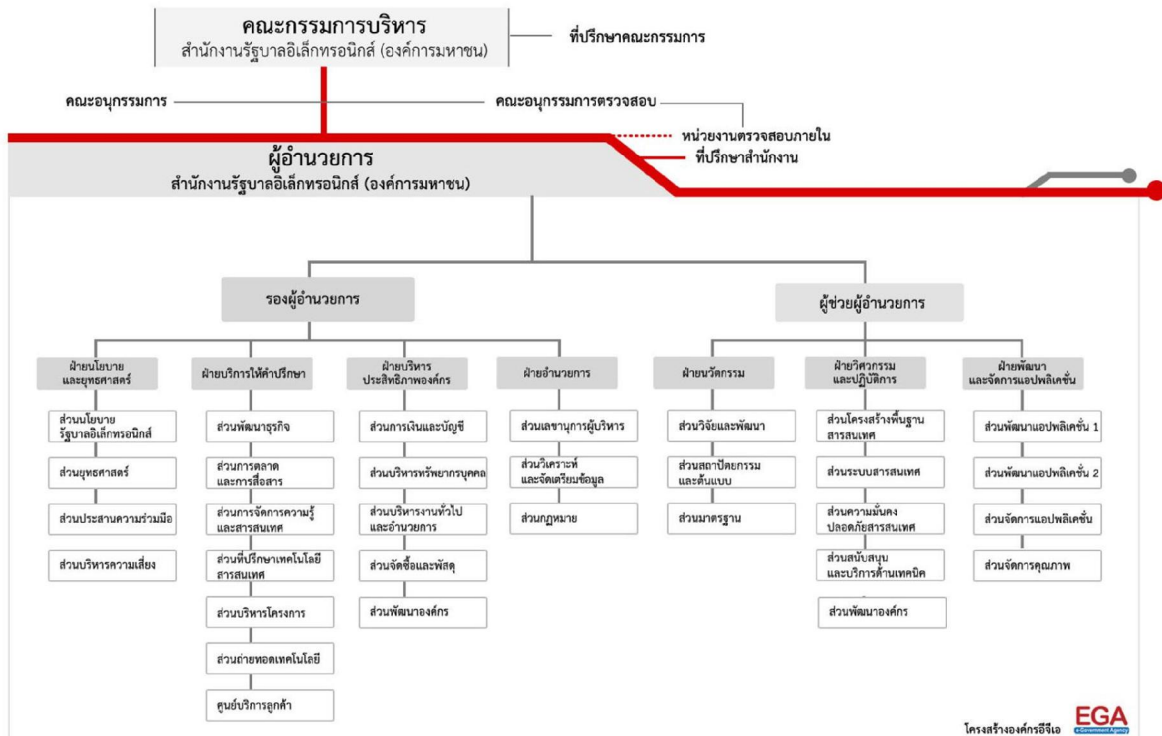 คณะกรรมการบริหาร
สำนักงานรัฐบาลอิเล็กทรอนิกส์ (องค์การมหาชน)
ที่ปรึกษาคณะกรรมการ
คณะอนุกรรมการ
คณะอนุกรรมการตรวจสอบ
หน่วยงานตรวจสอบภายใน
ที่ปรึกษาสำนักงาน
ผู้อำนวยการ
สำนักงานรัฐบาลอิเล็กทรอนิกส์ (องค์การมหาชน)
รองผู้อำนวยการ
ผู้ช่วยผู้อำนวยการ
ฝ่ายนโยบาย
และยุทธศาสตร์
ส่วนนโยบาย
รัฐบาลอิเล็กทรอนิกส์
ส่วนยุทธศาสตร์
ส่วนประสานความร่วมมือ
ส่วนบริหารความเสี่ยง
ฝ่ายบริการให้คำปรึกษา
ส่วนพัฒนาธุรกิจ
ส่วนการตลาด
และการสื่อสาร
ส่วนการจัดการความรู้
และสารสนเทศ
ส่วนที่ปรึกษาเทคโนโลยี
สารสนเทศ
ส่วนบริหารโครงการ
ส่วนถ่ายทอดเทคโนโลยี
ศูนย์บริการลูกค้า
ฝ่ายบริหาร
ประสิทธิภาพองค์กร
ส่วนการเงินและบัญชี
ส่วนบริหารทรัพยากรบุคคล
ส่วนบริหารงานทั่วไป
และอำนวยการ
ส่วนจัดซื้อและพัสดุ
ส่วนพัฒนาองค์กร
ฝ่ายอำนวยการ
ส่วนเลขานุการผู้บริหาร
ส่วนวิเคราะห์
และจัดเตรียมข้อมูล
ส่วนกฎหมาย
ฝ่ายนวัตกรรม
ส่วนวิจัยและพัฒนา
ส่วนสถาปัตยกรรม
และต้นแบบ
ส่วนมาตรฐาน
ฝ่ายวิศวกรรม
และปฏิบัติการ
ส่วนโครงสร้างพื้นฐาน
สารสนเทศ
ส่วนระบบสารสนเทศ
ส่วนความมั่นคง
ปลอดภัยสารสนเทศ
ส่วนสนับสนุน
และบริการด้านเทคนิค
ส่วนพัฒนาองค์กร
ฝ่ายพัฒนา
และจัดการแอปพลิเคชั่น
ส่วนพัฒนาแอปพลิเคชั่น 1
ส่วนพัฒนาแอปพลิเคชั่น 2
ส่วนจัดการแอปพลิเคชั่น
ส่วนจัดการคุณภาพ
โครงสร้างองค์กรอีจีเอ
EGA
e-Government Agency